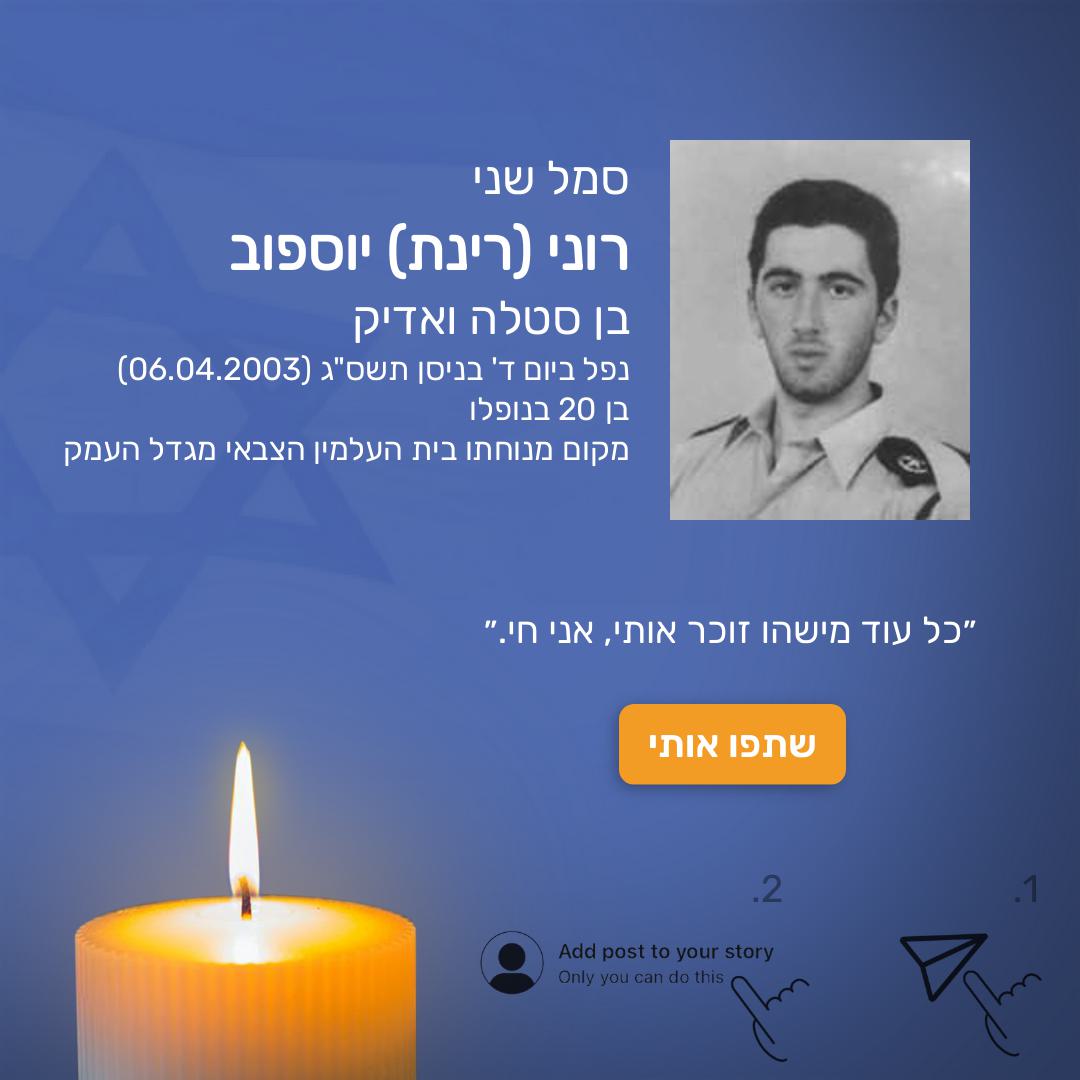 סמל שני
רוני (רינת) יוספוב
בן סטלה ואדיק
נפל ביום ד' בניסן תשס"ג (06.04.2003)
בן 20 בנופלו
מקום מנוחתו בית העלמין הצבאי מגדל העמק
״כל עוד מישהו זוכר אותי, אני חי.״
שתפו אותי
1.
2.
Add post to your story
Only you can do this